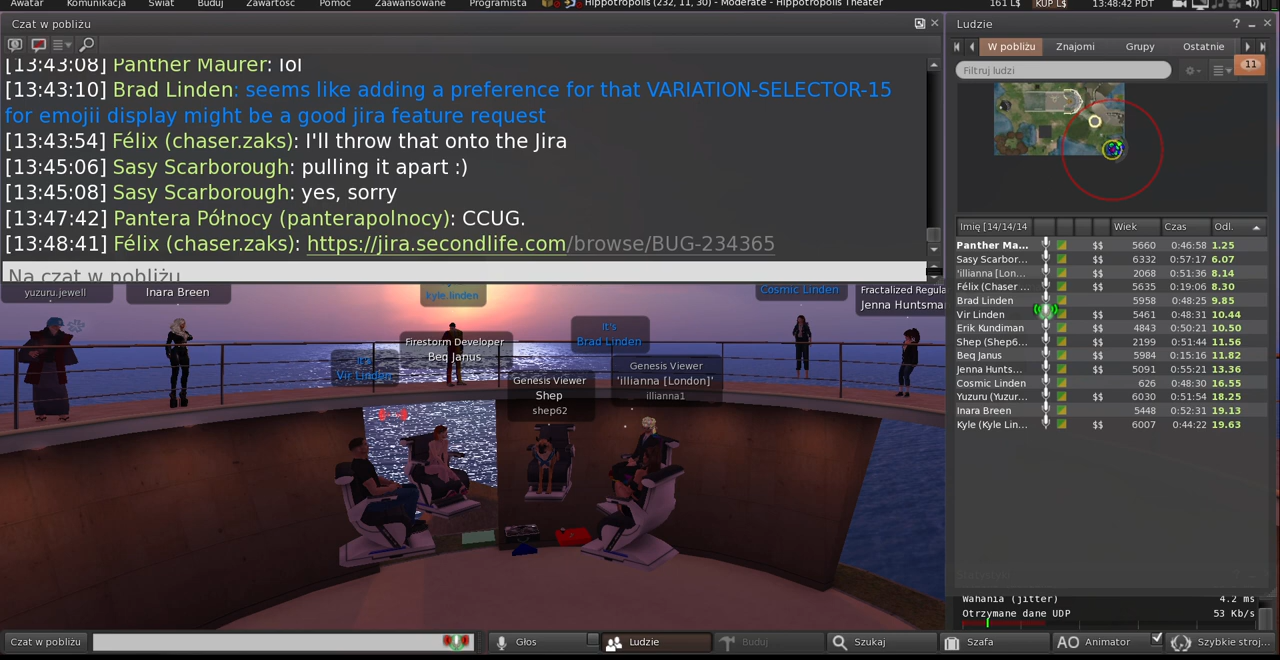 Awatar Komunikacja Świat Buduj Zawartość Pomoc Zaawansowane Programista Hippotropolis (232, 11, 30) - Moderate - Hippotropolis Theater 161 L$ KUP L$ 13:48:42 PDT
Czat w pobliżu
[13:43:08] Panther Maurer: lol
[13:43:10] Brad Linden: seems like adding a preference for that VARIATION-SELECTOR-15
for emojii display might be a good jira feature request
[13:43:54] Félix (chaser.zaks): I'll throw that onto the Jira
[13:45:06] Sasy Scarborough: pulling it apart :)
[13:45:08] Sasy Scarborough: yes, sorry
[13:47:42] Pantera Północy (panterapolnocy): CCUG.
[13:48:41] Félix (chaser.zaks): https://jira.secondlife.com/browse/BUG-234365
Na czat w pobliżu
yuzuru.jewell
Inara Breen
kyle.linden
Cosmic Linden
Fractalized Regula
Jenna Huntsma
It's
Brad Linden
Firestorm Developer
Beq Janus
It's
Vir Linden
Genesis Viewer
Shep
shep62
Genesis Viewer
'illianna [London]'
illianna1
Ludzie
? _ ×
W pobliżu Znajomi Grupy Ostatnie
11
Filtruj ludzi
Imię [14/14/14 Wiek Czas Odl.
Panther Ma... $$ 5660 0:46:58 1.25
Sasy Scarbor... $$ 6332 0:57:17 6.07
'illianna [Lon... $$ 2068 0:51:36 8.14
Félix (Chaser ... $$ 5635 0:19:06 8.30
Brad Linden 5958 0:48:25 9.85
Vir Linden $$ 5461 0:48:31 10.44
Erik Kundiman $$ 4843 0:50:21 10.50
Shep (Shep6... $$ 2199 0:51:44 11.56
Beq Janus $$ 5984 0:15:16 11.82
Jenna Hunts... $$ 5091 0:55:21 13.36
Cosmic Linden 626 0:48:30 16.55
Yuzuru (Yuzur... $$ 6030 0:51:54 18.25
Inara Breen 5448 0:52:31 19.13
Kyle (Kyle Lin... $$ 6007 0:44:22 19.63
Wahania (jitter) 4.2 ms
Otrzymane dane UDP 53 Kb/s
Czat w pobliżu Głos Ludzie Buduj Szukaj Szafa AO Animator Szybkie stroj...